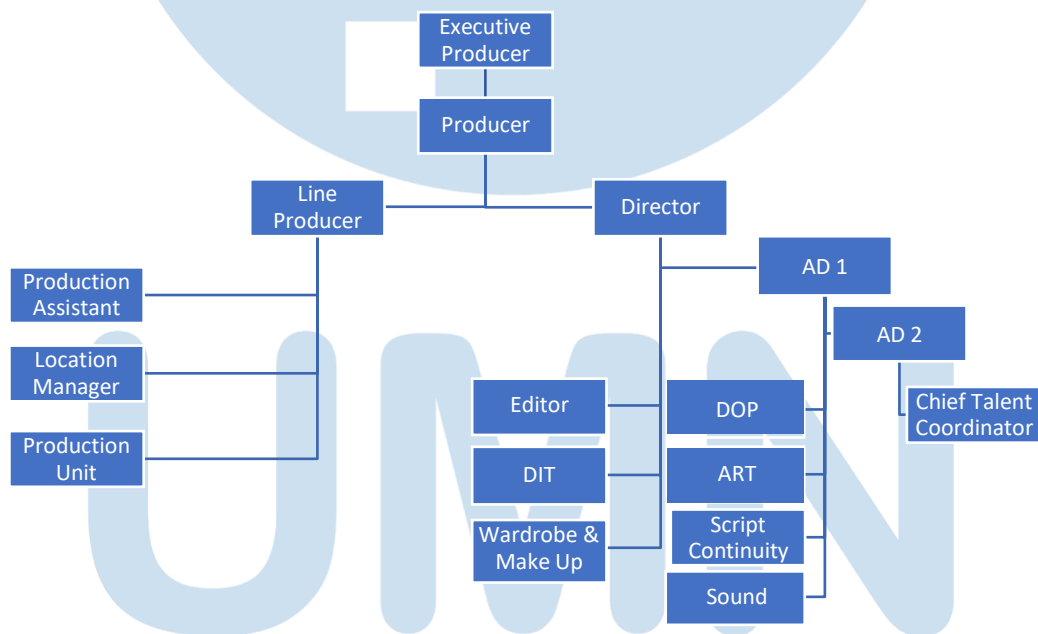 Executive
Producer
Producer
Line
Producer
Director
AD 1
Production
Assistant
AD 2
Location
Manager
Editor
DOP
Chief Talent
Coordinator
Production
Unit
DIT
ART
Wardrobe &
Make Up
Script
Continuity
Sound
UMN